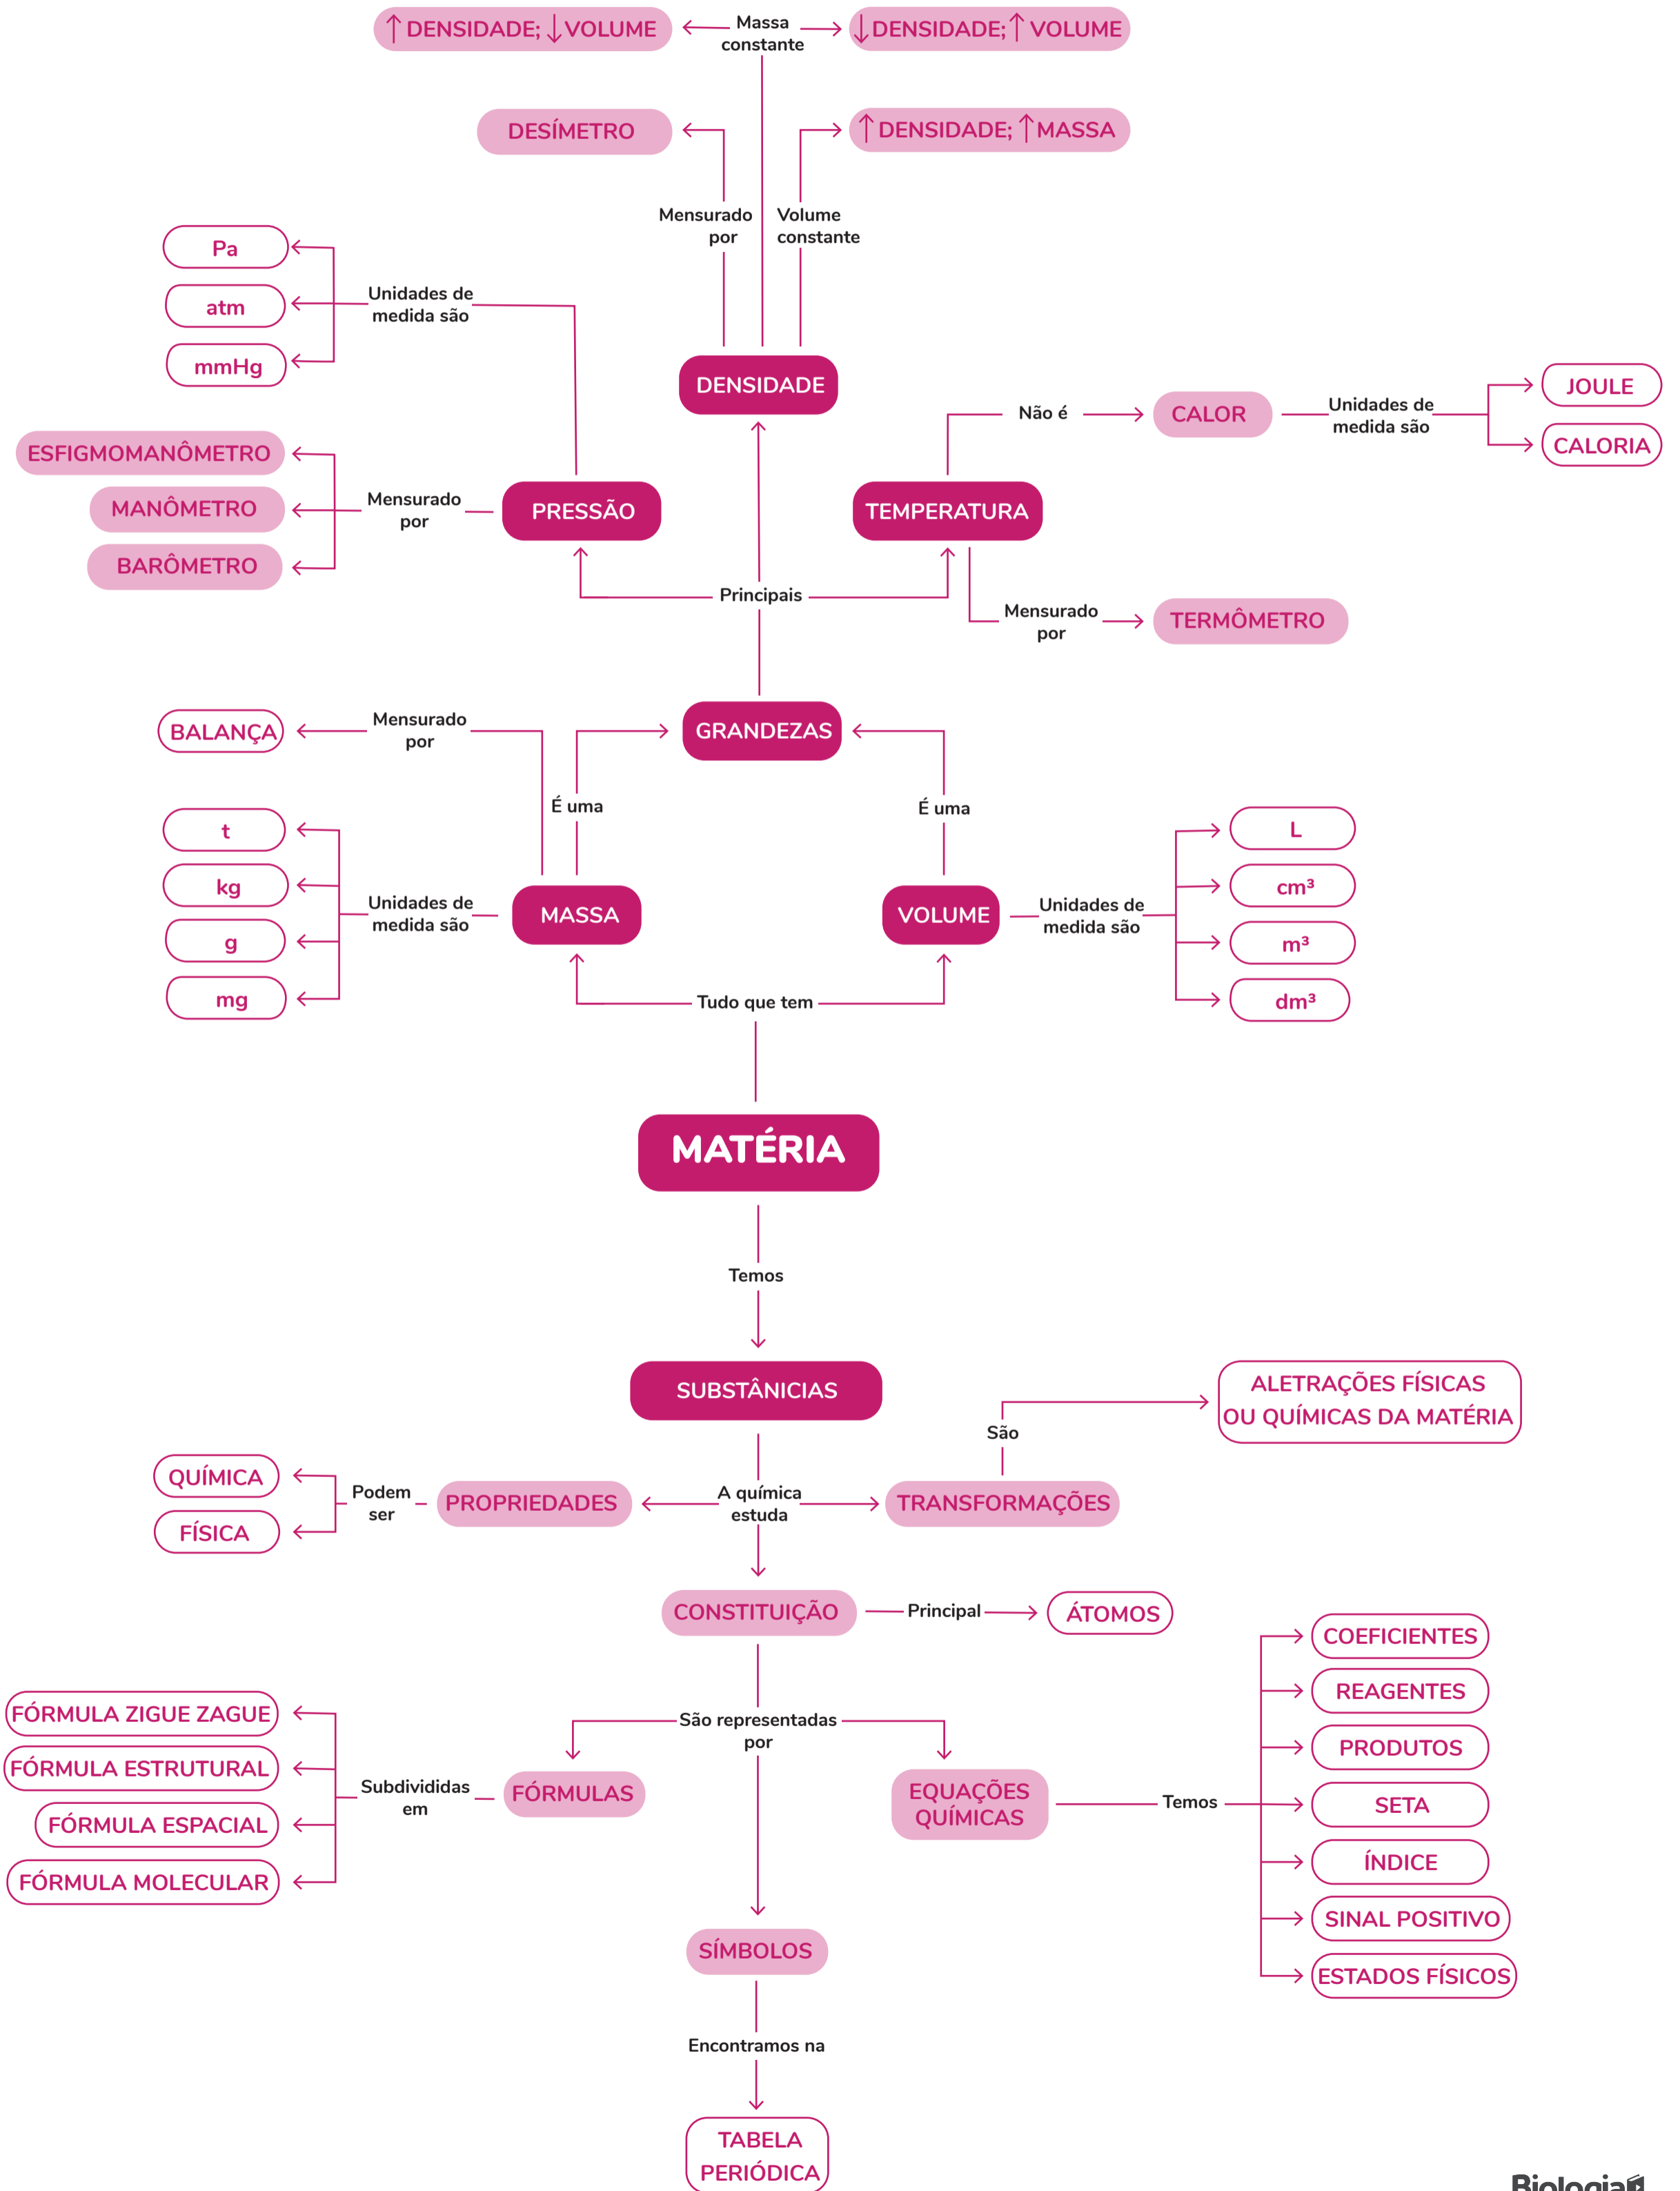 ↑ DENSIDADE; ↓ VOLUME
Massa
constante
↓ DENSIDADE; ↑ VOLUME
DESÍMETRO
↑ DENSIDADE; ↑ MASSA
Mensurado
por
Volume
constante
Pa
atm
mmHg
Unidades de
medida são
DENSIDADE
Não é
CALOR
Unidades de
medida são
JOULE
CALORIA
ESFIGMOMANÔMETRO
MANÔMETRO
BARÔMETRO
Mensurado
por
PRESSÃO
TEMPERATURA
Principais
Mensurado
por
TERMÔMETRO
BALANÇA
Mensurado
por
GRANDEZAS
É uma
É uma
t
kg
g
mg
Unidades de
medida são
MASSA
VOLUME
Unidades de
medida são
L
cm³
m³
dm³
Tudo que tem
MATÉRIA
Temos
SUBSTÂNICIAS
ALETRAÇÕES FÍSICAS
OU QUÍMICAS DA MATÉRIA
São
QUÍMICA
FÍSICA
Podem
ser
PROPRIEDADES
A química
estuda
TRANSFORMAÇÕES
CONSTITUIÇÃO
Principal
ÁTOMOS
São representadas
por
FÓRMULA ZIGUE ZAGUE
FÓRMULA ESTRUTURAL
FÓRMULA ESPACIAL
FÓRMULA MOLECULAR
Subdivididas
em
FÓRMULAS
EQUAÇÕES
QUÍMICAS
Temos
COEFICIENTES
REAGENTES
PRODUTOS
SETA
ÍNDICE
SINAL POSITIVO
ESTADOS FÍSICOS
SÍMBOLOS
Encontramos na
TABELA
PERIÓDICA
Biologia